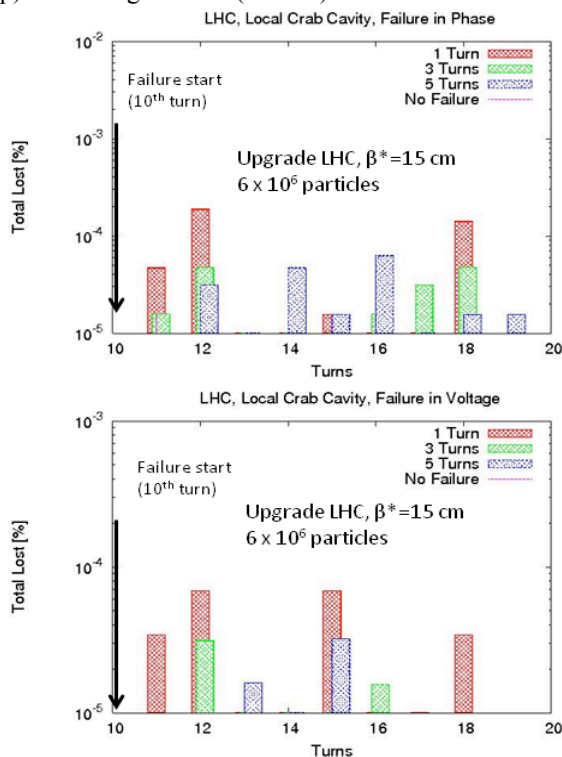 LHC, Local Crab Cavity, Failure in Phase
10⁻²
1 Turn
3 Turns
5 Turns
No Failure
Failure start
(10ᵗʰ turn)
10⁻³
Upgrade LHC, β*=15 cm
6 x 10⁶ particles
Total Lost [%]
10⁻⁴
10⁻⁵
10 12 14 16 18 20
Turns
LHC, Local Crab Cavity, Failure in Voltage
10⁻³
1 Turn
3 Turns
5 Turns
No Failure
Failure start
(10ᵗʰ turn)
Upgrade LHC, β*=15 cm
6 x 10⁶ particles
Total Lost [%]
10⁻⁴
10⁻⁵
10 12 14 16 18 20
Turns